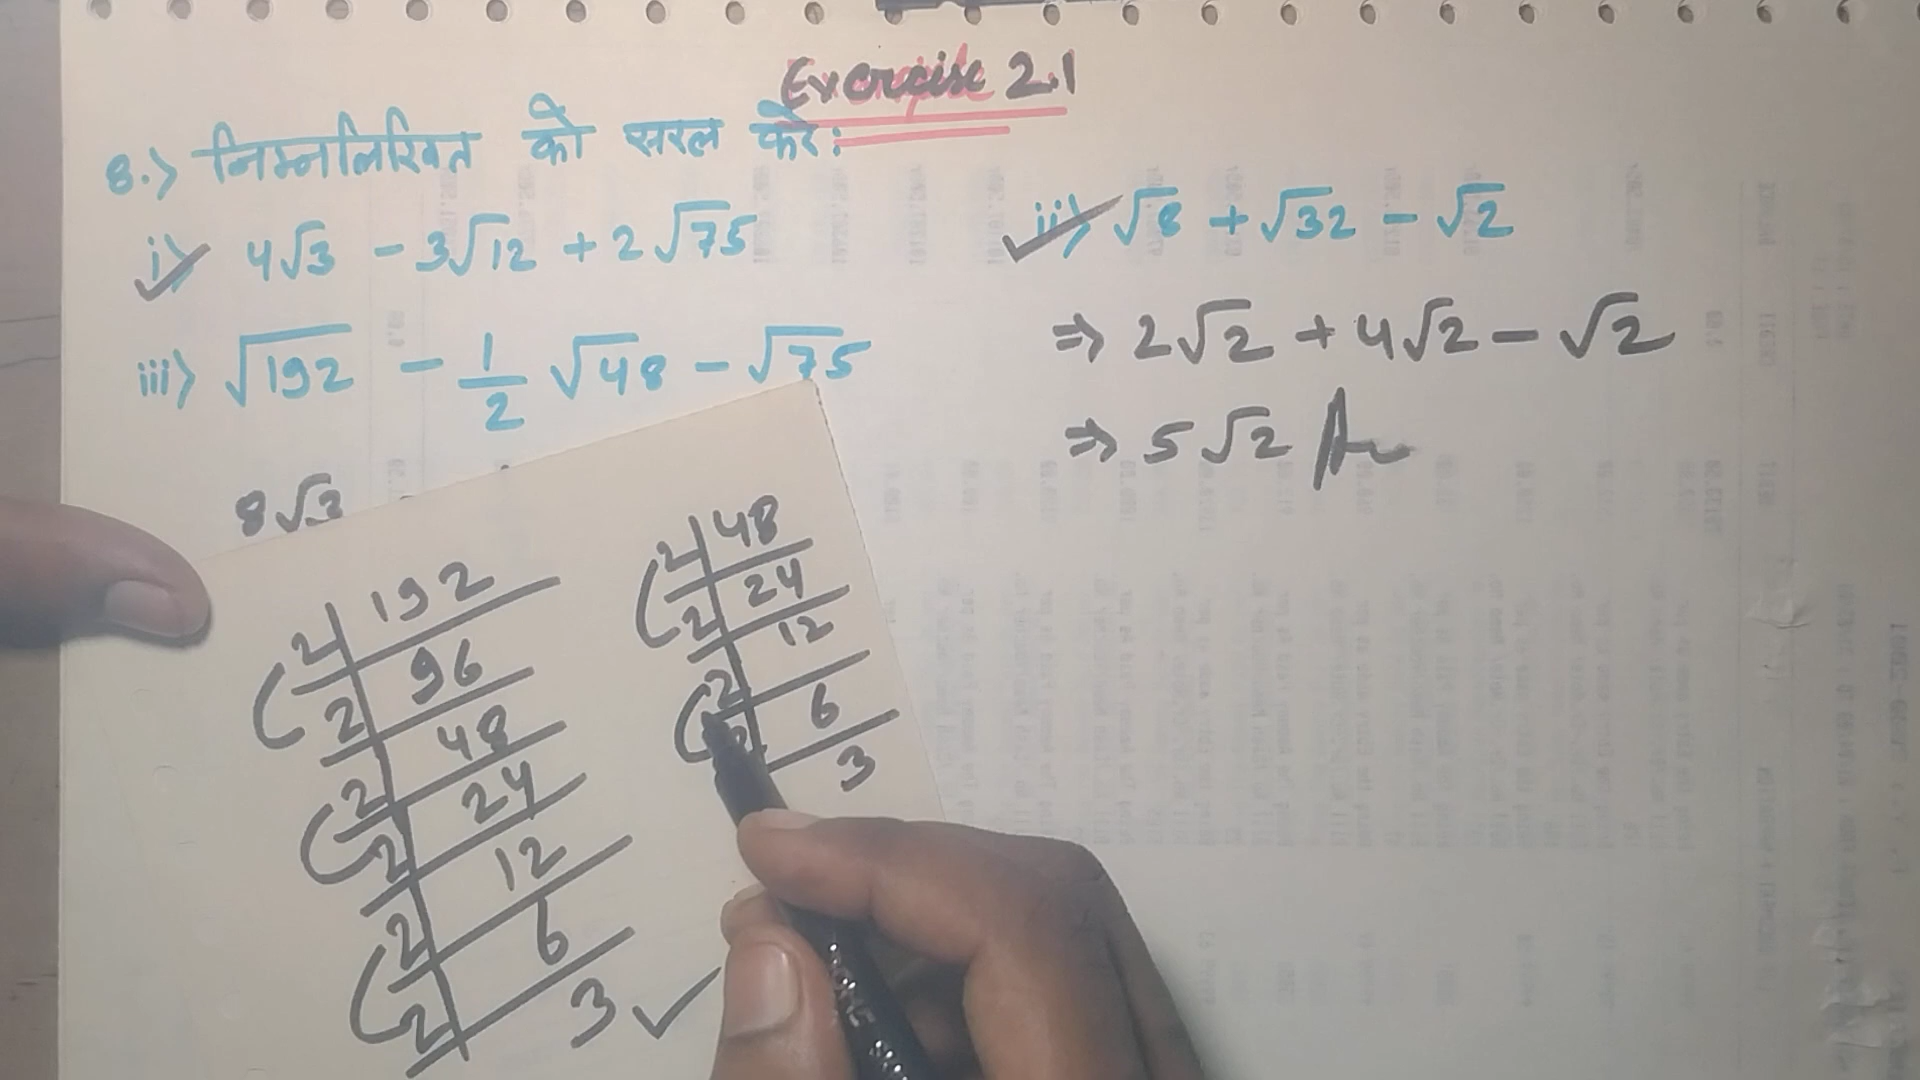 Exercise 2.1
8.> निम्नलिखित को सरल करे:
i> 4√3 - 3√12 + 2√75
ii> √8 + √32 - √2
⇒ 2√2 + 4√2 - √2
⇒ 5√2
iii> √192 - 1/2 √48 - √75
8√3
2 | 192
2 | 96
2 | 48
2 | 24
2 | 12
2 | 6
3 ✓
2 | 48
2 | 24
2 | 12
2 | 6
3